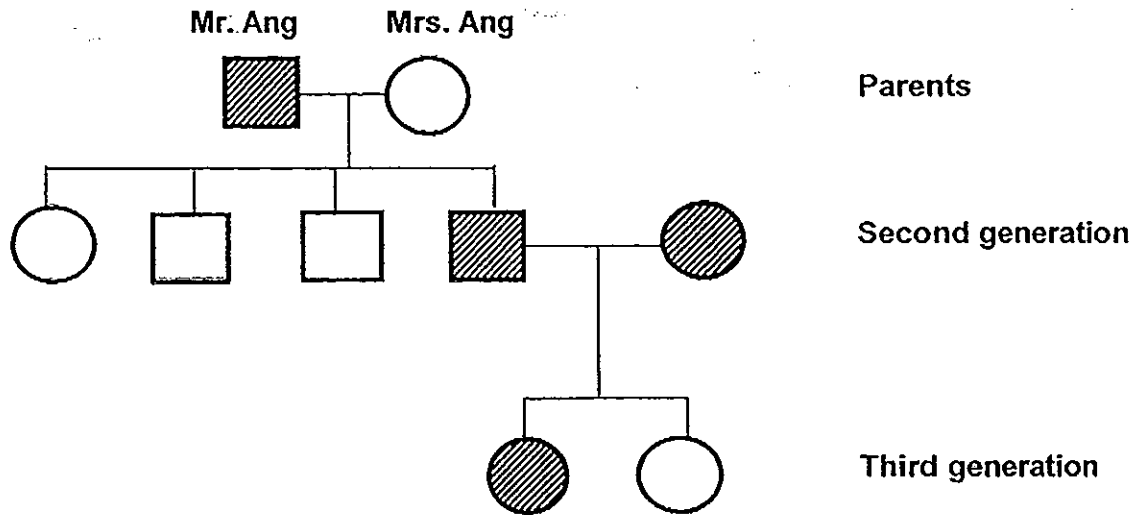 Mr. Ang Mrs. Ang
Parents
Second generation
Third generation